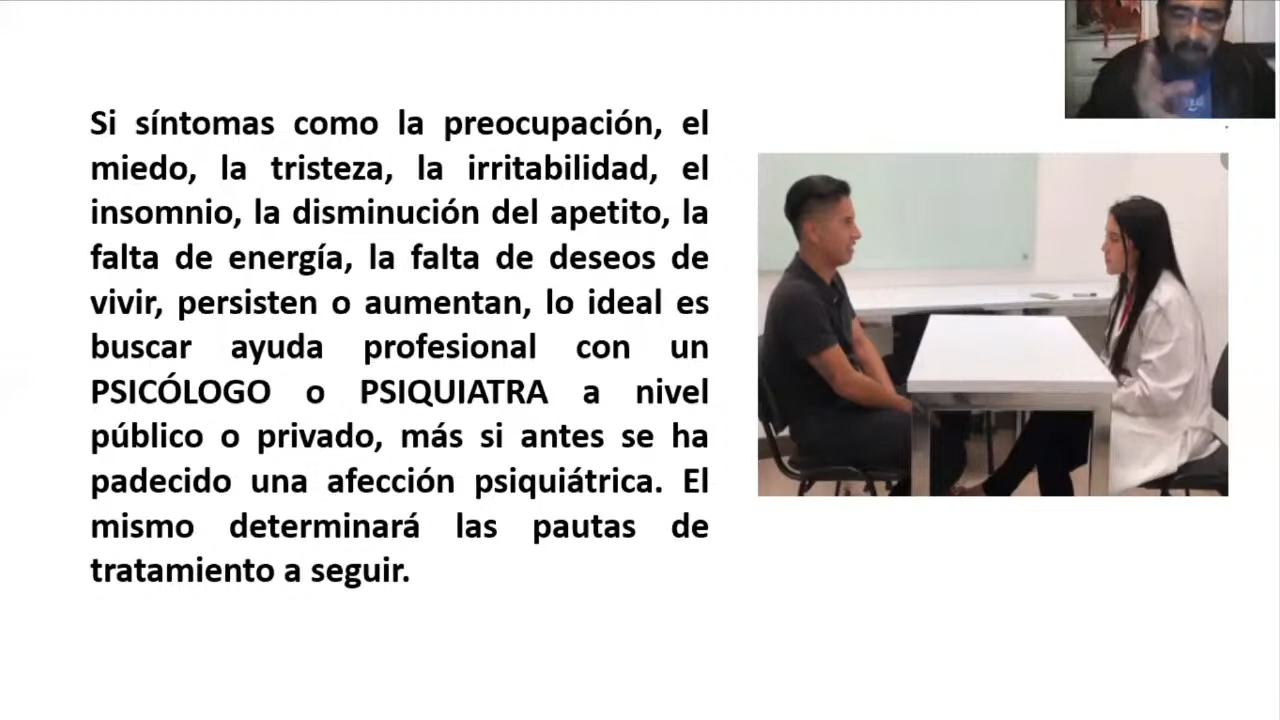 Si síntomas como la preocupación, el
miedo, la tristeza, la irritabilidad, el
insomnio, la disminución del apetito, la
falta de energía, la falta de deseos de
vivir, persisten o aumentan, lo ideal es
buscar ayuda profesional con un
PSICÓLOGO o PSIQUIATRA a nivel
público o privado, más si antes se ha
padecido una afección psiquiátrica. El
mismo determinará las pautas de
tratamiento a seguir.